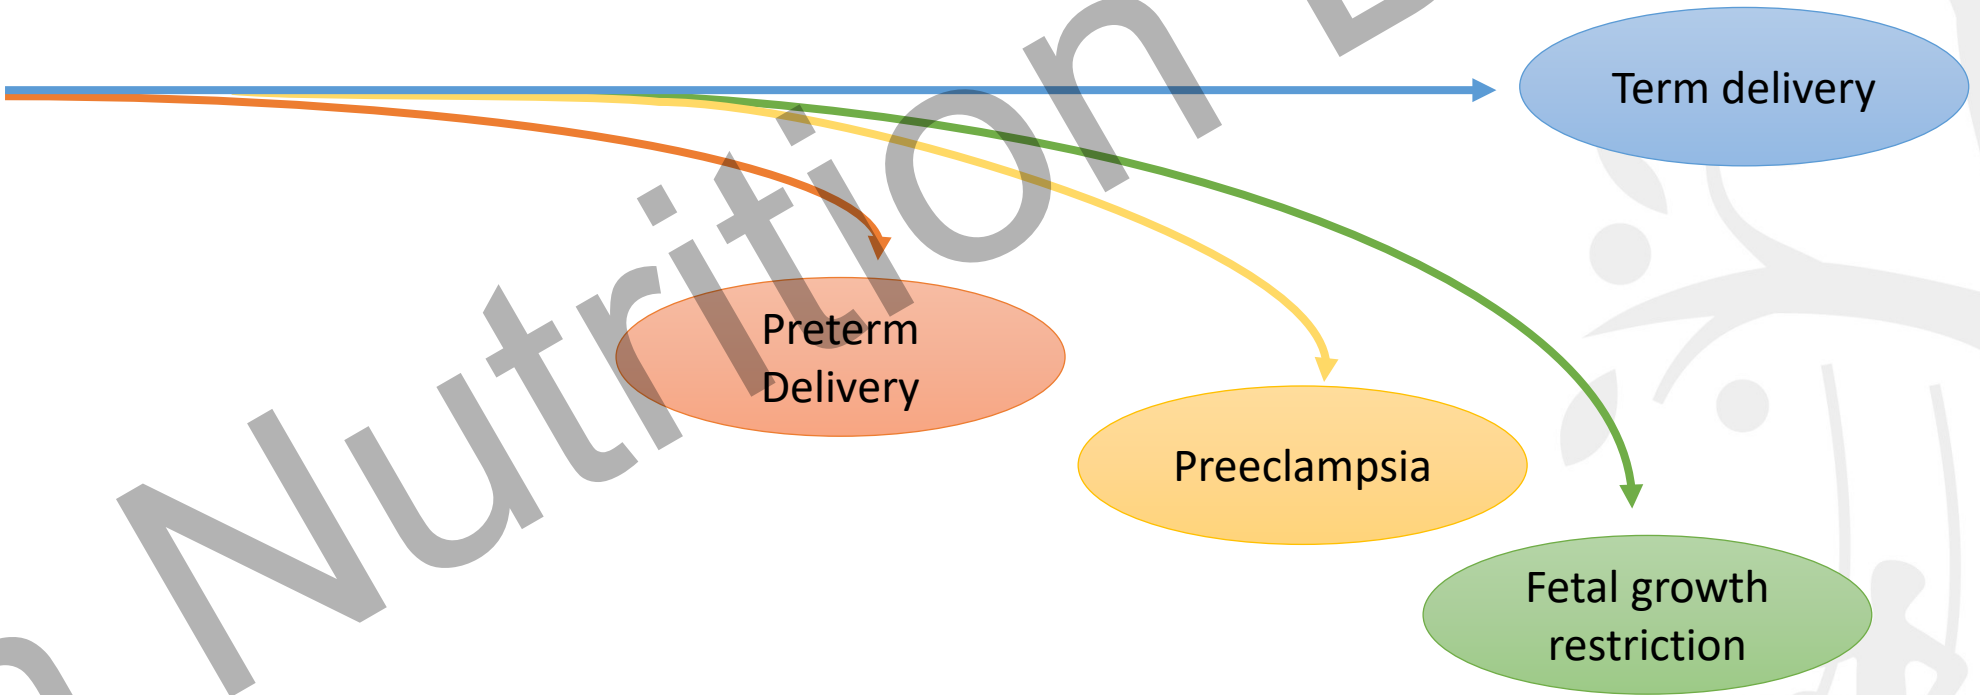 Term delivery
Preterm
Delivery
Preeclampsia
Fetal growth
restriction
Nutrition